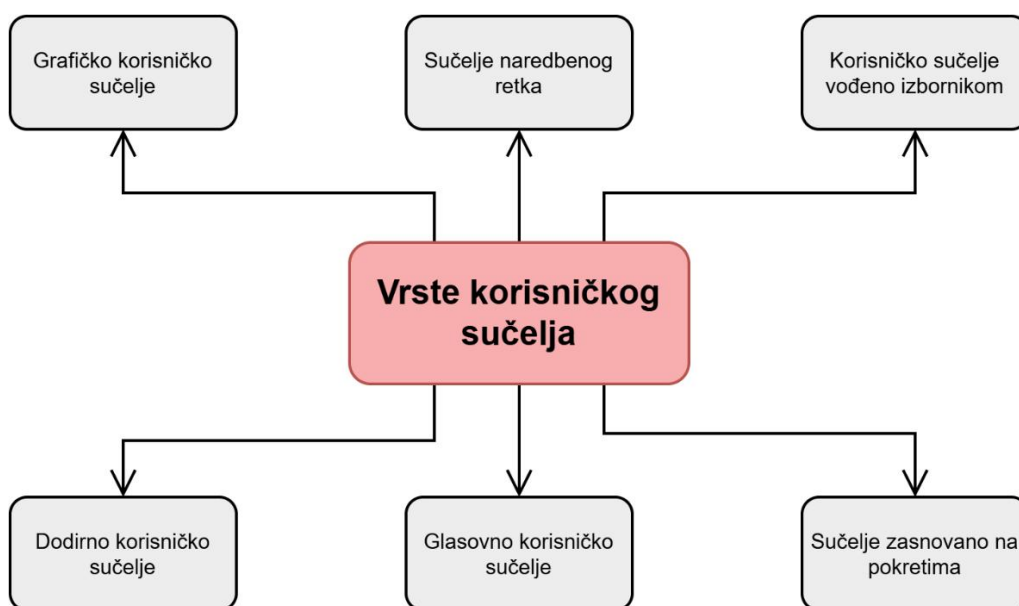 Grafičko korisničko
sučelje
Sučelje naredbenog
retka
Korisničko sučelje
vođeno izbornikom
Vrste korisničkog
sučelja
Dodirno korisničko
sučelje
Glasovno korisničko
sučelje
Sučelje zasnovano na
pokretima